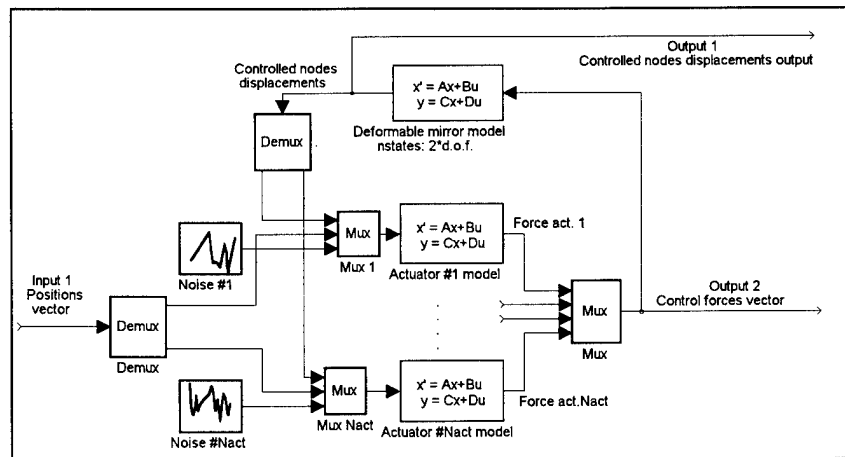 Output 1
Controlled nodes displacements output
Controlled nodes
displacements
x' = Ax+Bu
y = Cx+Du
Deformable mirror model
nstates: 2*d.o.f.
Demux
Noise #1
Mux
Mux 1
x' = Ax+Bu
y = Cx+Du
Actuator #1 model
Force act. 1
Input 1
Positions
vector
Demux
Demux
Mux
Mux
Output 2
Control forces vector
Noise #Nact
Mux
Mux Nact
x' = Ax+Bu
y = Cx+Du
Actuator #Nact model
Force act.Nact